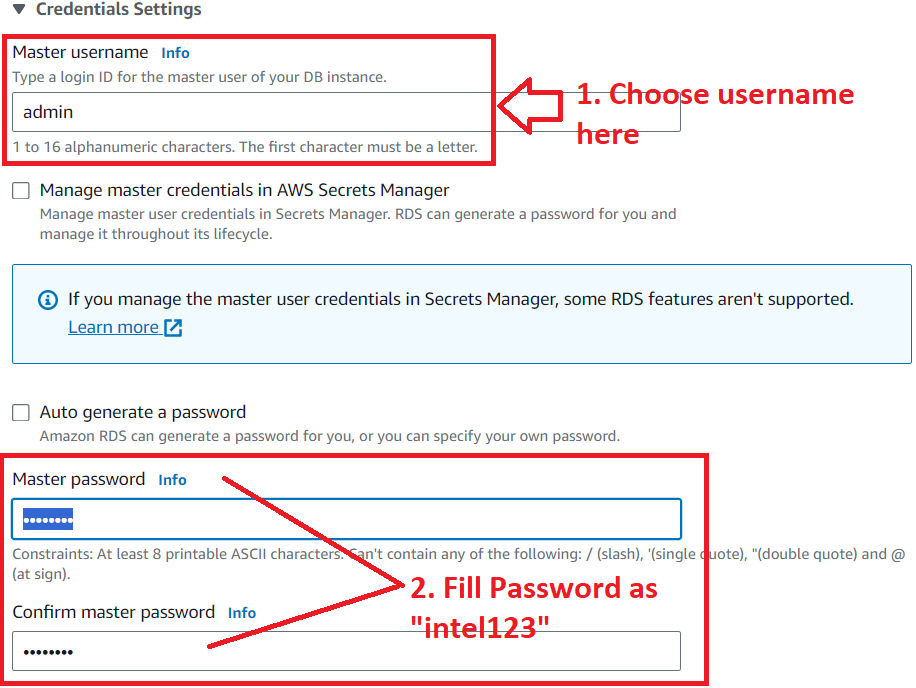 Credentials Settings
Master username Info
Type a login ID for the master user of your DB instance.
admin
1. Choose username
here
1 to 16 alphanumeric characters. The first character must be a letter.
Manage master credentials in AWS Secrets Manager
Manage master user credentials in Secrets Manager. RDS can generate a password for you and
manage it throughout its lifecycle.
If you manage the master user credentials in Secrets Manager, some RDS features aren't supported.
Learn more
Auto generate a password
Amazon RDS can generate a password for you, or you can specify your own password.
Master password Info
••••••••
Constraints: At least 8 printable ASCII characters. Can't contain any of the following: / (slash), '(single quote), "(double quote) and @
(at sign).
2. Fill Password as
"intel123"
Confirm master password Info
••••••••